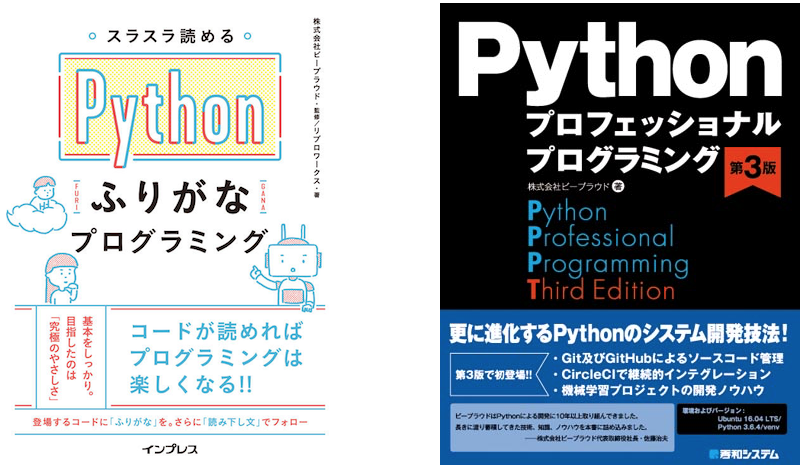 スラスラ読める
Python
FURI
GANA
ふりがな
プログラミング
株式会社ビープラウド・監修/リブロワークス・著
基本をしっかり。
目指したのは
「究極のやさしさ」
コードが読めれば
プログラミングは
楽しくなる!!
登場するコードに「ふりがな」を。さらに「読み下し文」でフォロー
インプレス
Python
プロフェッショナル
プログラミング
第3版
株式会社ビープラウド 著
Python
Professional
Programming
Third Edition
更に進化するPythonのシステム開発技法!
第3版で初登場!!
・Git及びGitHubによるソースコード管理
・CircleCIで継続的インテグレーション
・機械学習プロジェクトの開発ノウハウ
ビープラウドはPythonによる開発に10年以上取り組んできました。
長きに渡り蓄積してきた技術、知識、ノウハウを本書に詰め込みました。
——株式会社ビープラウド代表取締役社長・佐藤治夫
環境およびバージョン:
Ubuntu 16.04 LTS/
Python 3.6.4/venv
秀和システム